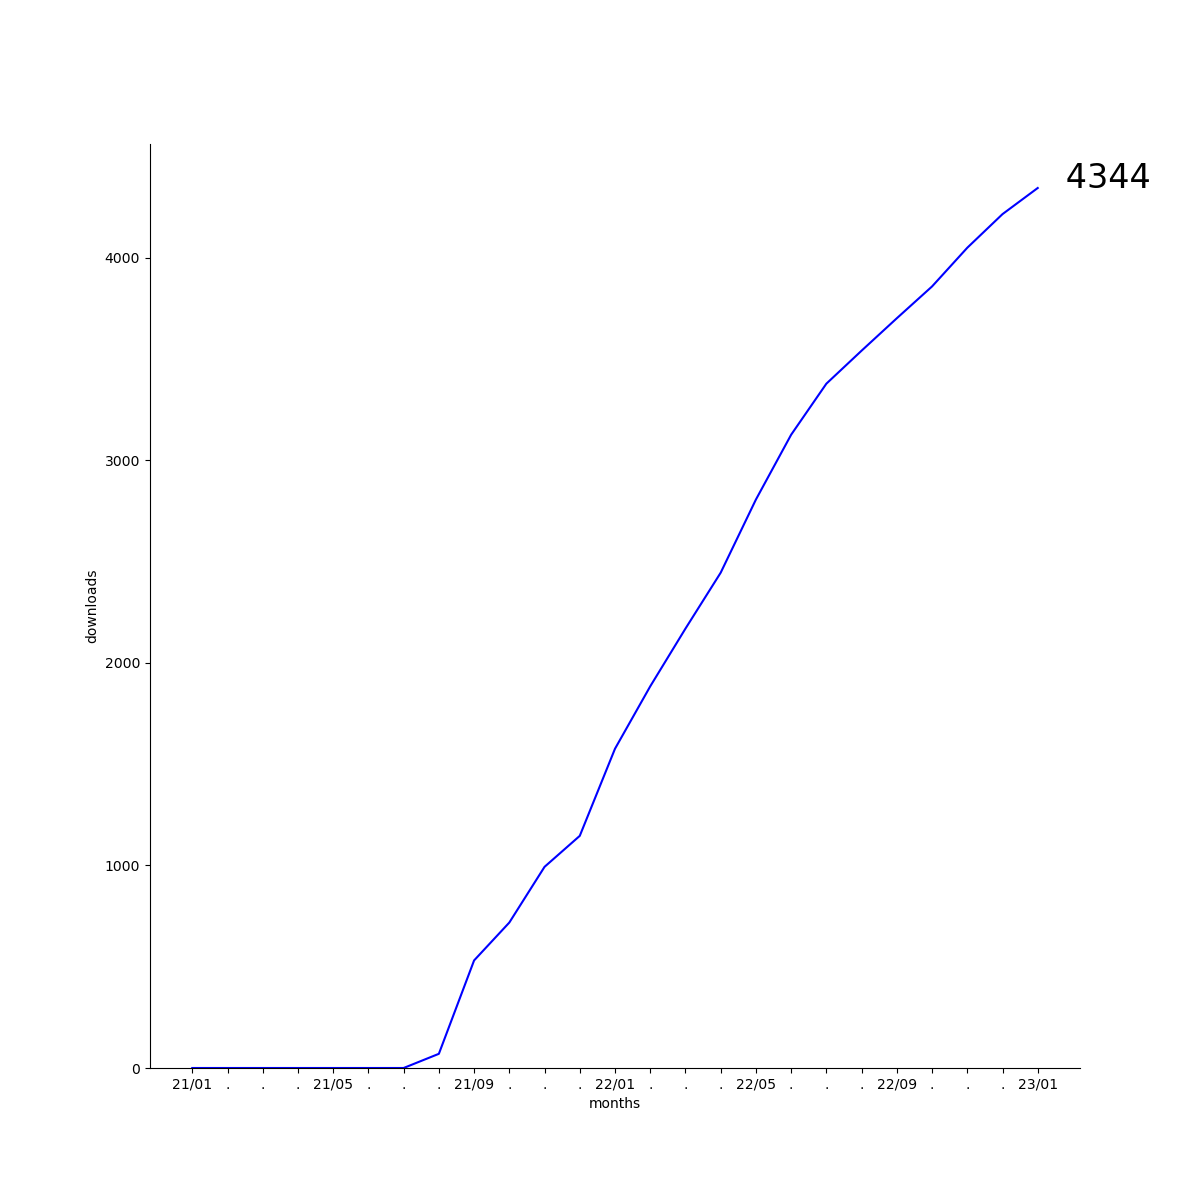 4344
4000
3000
2000
1000
0
downloads
21/01 . . . 21/05 . . . 21/09 . . . 22/01 . . . 22/05 . . . 22/09 . . . 23/01
months